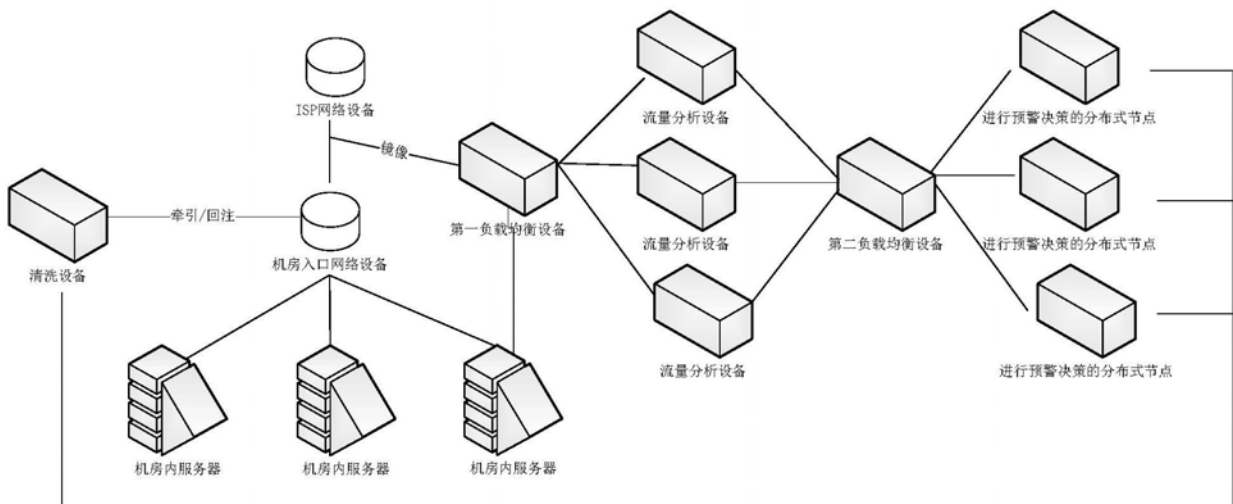 ISP网络设备
镜像
流量分析设备
进行预警决策的分布式节点
牵引/回注
第一负载均衡设备
流量分析设备
第二负载均衡设备
进行预警决策的分布式节点
清洗设备
机房入口网络设备
流量分析设备
进行预警决策的分布式节点
机房内服务器
机房内服务器
机房内服务器